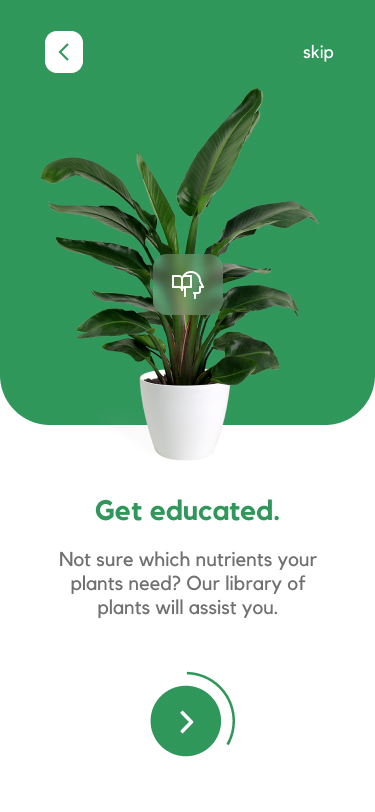 skip
Get educated.
Not sure which nutrients your
plants need? Our library of
plants will assist you.